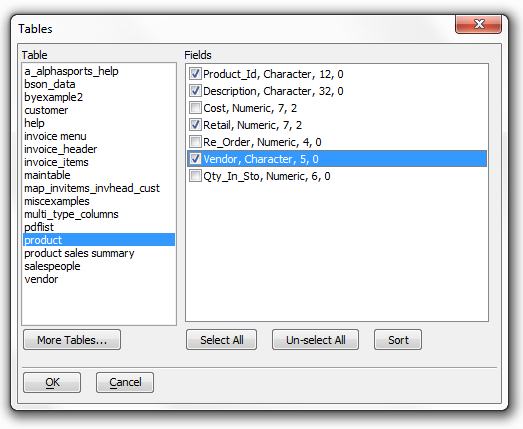 Tables
Table
a_alphasports_help
bson_data
byexample2
customer
help
invoice menu
invoice_header
invoice_items
maintable
map_invitems_invhead_cust
miscexamples
multi_type_columns
pdflist
product
product sales summary
salespeople
vendor
More Tables...
Fields
Product_Id, Character, 12, 0
Description, Character, 32, 0
Cost, Numeric, 7, 2
Retail, Numeric, 7, 2
Re_Order, Numeric, 4, 0
Vendor, Character, 5, 0
Qty_In_Sto, Numeric, 6, 0
Select All Un-select All Sort
OK Cancel